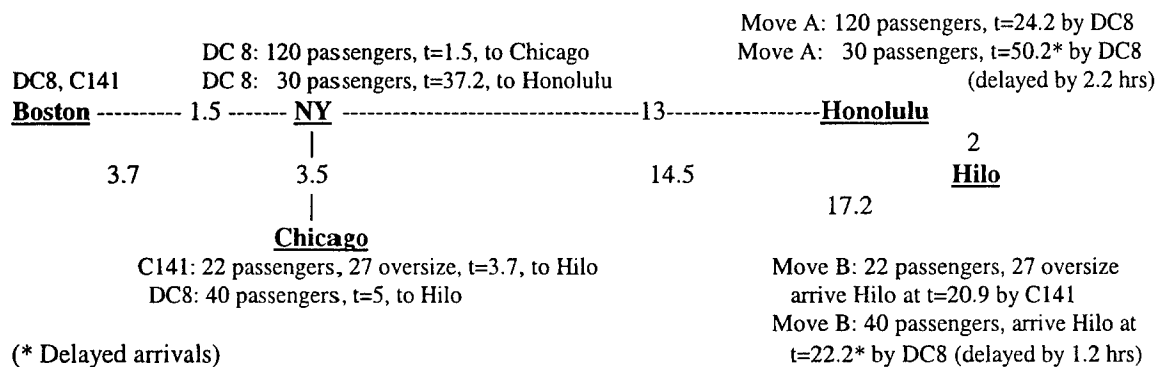 Move A: 120 passengers, t=24.2 by DC8
DC 8: 120 passengers, t=1.5, to Chicago
Move A: 30 passengers, t=50.2* by DC8
DC8, C141
DC 8: 30 passengers, t=37.2, to Honolulu
(delayed by 2.2 hrs)
Boston ---------- 1.5 ------- NY -----------------------------------13------------------Honolulu
2
3.7
3.5
14.5
Hilo
17.2
Chicago
C141: 22 passengers, 27 oversize, t=3.7, to Hilo
DC8: 40 passengers, t=5, to Hilo
Move B: 22 passengers, 27 oversize
arrive Hilo at t=20.9 by C141
Move B: 40 passengers, arrive Hilo at
t=22.2* by DC8 (delayed by 1.2 hrs)
(* Delayed arrivals)